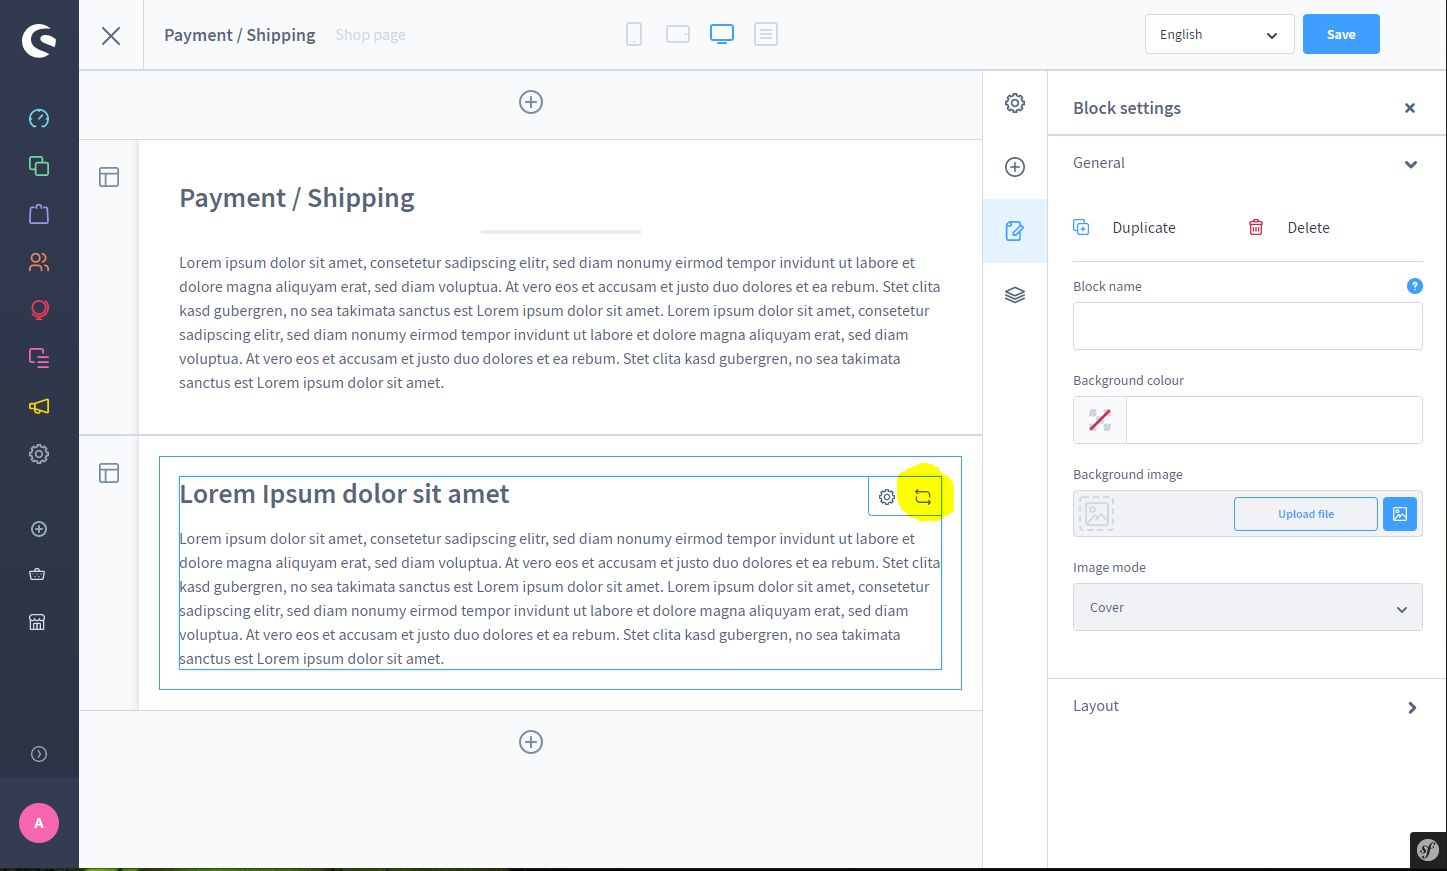 Payment / Shipping
Shop page
English
Save
Payment / Shipping
Lorem ipsum dolor sit amet, consetetur sadipscing elitr, sed diam nonumy eirmod tempor invidunt ut labore et
dolore magna aliquyam erat, sed diam voluptua. At vero eos et accusam et justo duo dolores et ea rebum. Stet clita
kasd gubergren, no sea takimata sanctus est Lorem ipsum dolor sit amet. Lorem ipsum dolor sit amet, consetetur
sadipscing elitr, sed diam nonumy eirmod tempor invidunt ut labore et dolore magna aliquyam erat, sed diam
voluptua. At vero eos et accusam et justo duo dolores et ea rebum. Stet clita kasd gubergren, no sea takimata
sanctus est Lorem ipsum dolor sit amet.
Lorem Ipsum dolor sit amet
Lorem ipsum dolor sit amet, consetetur sadipscing elitr, sed diam nonumy eirmod tempor invidunt ut labore et
dolore magna aliquyam erat, sed diam voluptua. At vero eos et accusam et justo duo dolores et ea rebum. Stet clita
kasd gubergren, no sea takimata sanctus est Lorem ipsum dolor sit amet. Lorem ipsum dolor sit amet, consetetur
sadipscing elitr, sed diam nonumy eirmod tempor invidunt ut labore et dolore magna aliquyam erat, sed diam
voluptua. At vero eos et accusam et justo duo dolores et ea rebum. Stet clita kasd gubergren, no sea takimata
sanctus est Lorem ipsum dolor sit amet.
Block settings
General
Duplicate
Delete
Block name
?
Background colour
Background image
Upload file
Image mode
Cover
Layout
A
sf